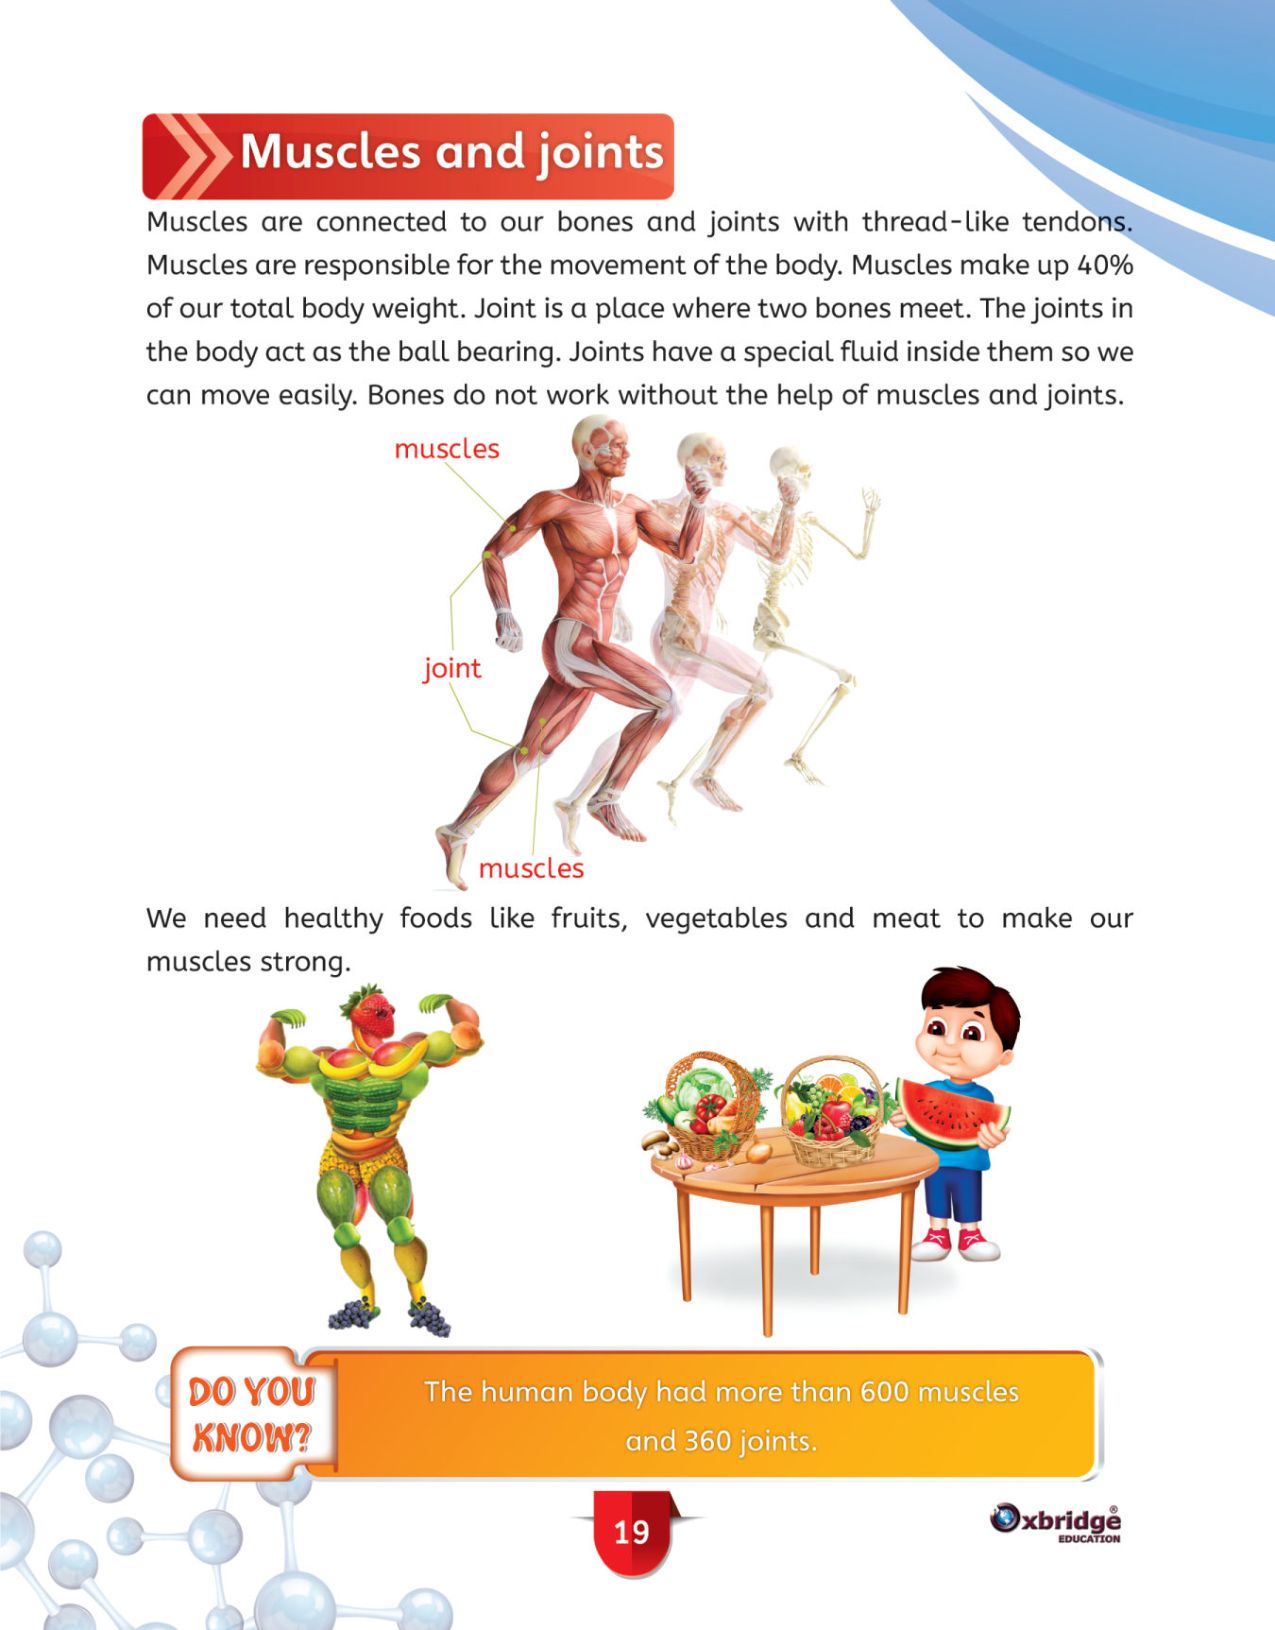 Muscles and joints
Muscles are connected to our bones and joints with thread-like tendons.
Muscles are responsible for the movement of the body. Muscles make up 40%
of our total body weight. Joint is a place where two bones meet. The joints in
the body act as the ball bearing. Joints have a special fluid inside them so we
can move easily. Bones do not work without the help of muscles and joints.
muscles
joint
muscles
We need healthy foods like fruits, vegetables and meat to make our
muscles strong.
DO YOU
KNOW?
The human body had more than 600 muscles
and 360 joints.
19
Oxbridge®
EDUCATION